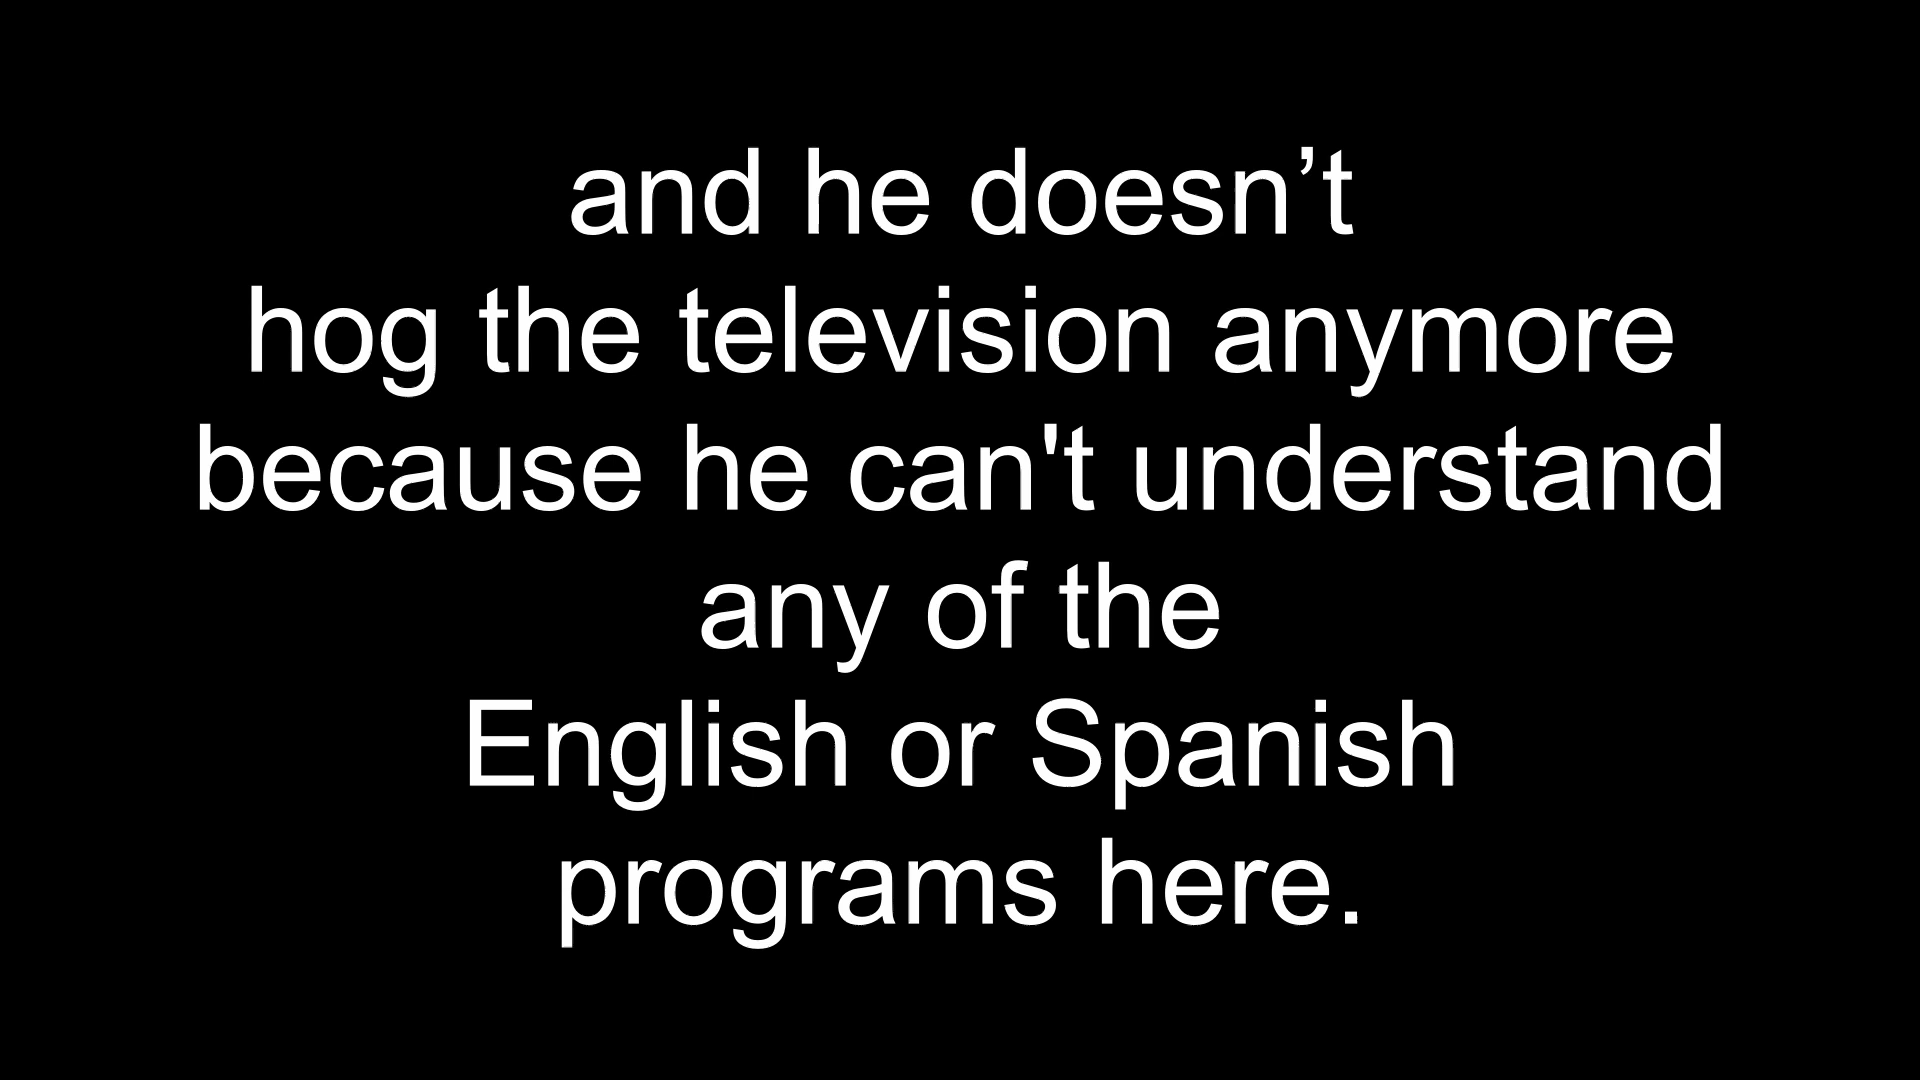 and he doesn’t
hog the television anymore
because he can't understand
any of the
English or Spanish
programs here.